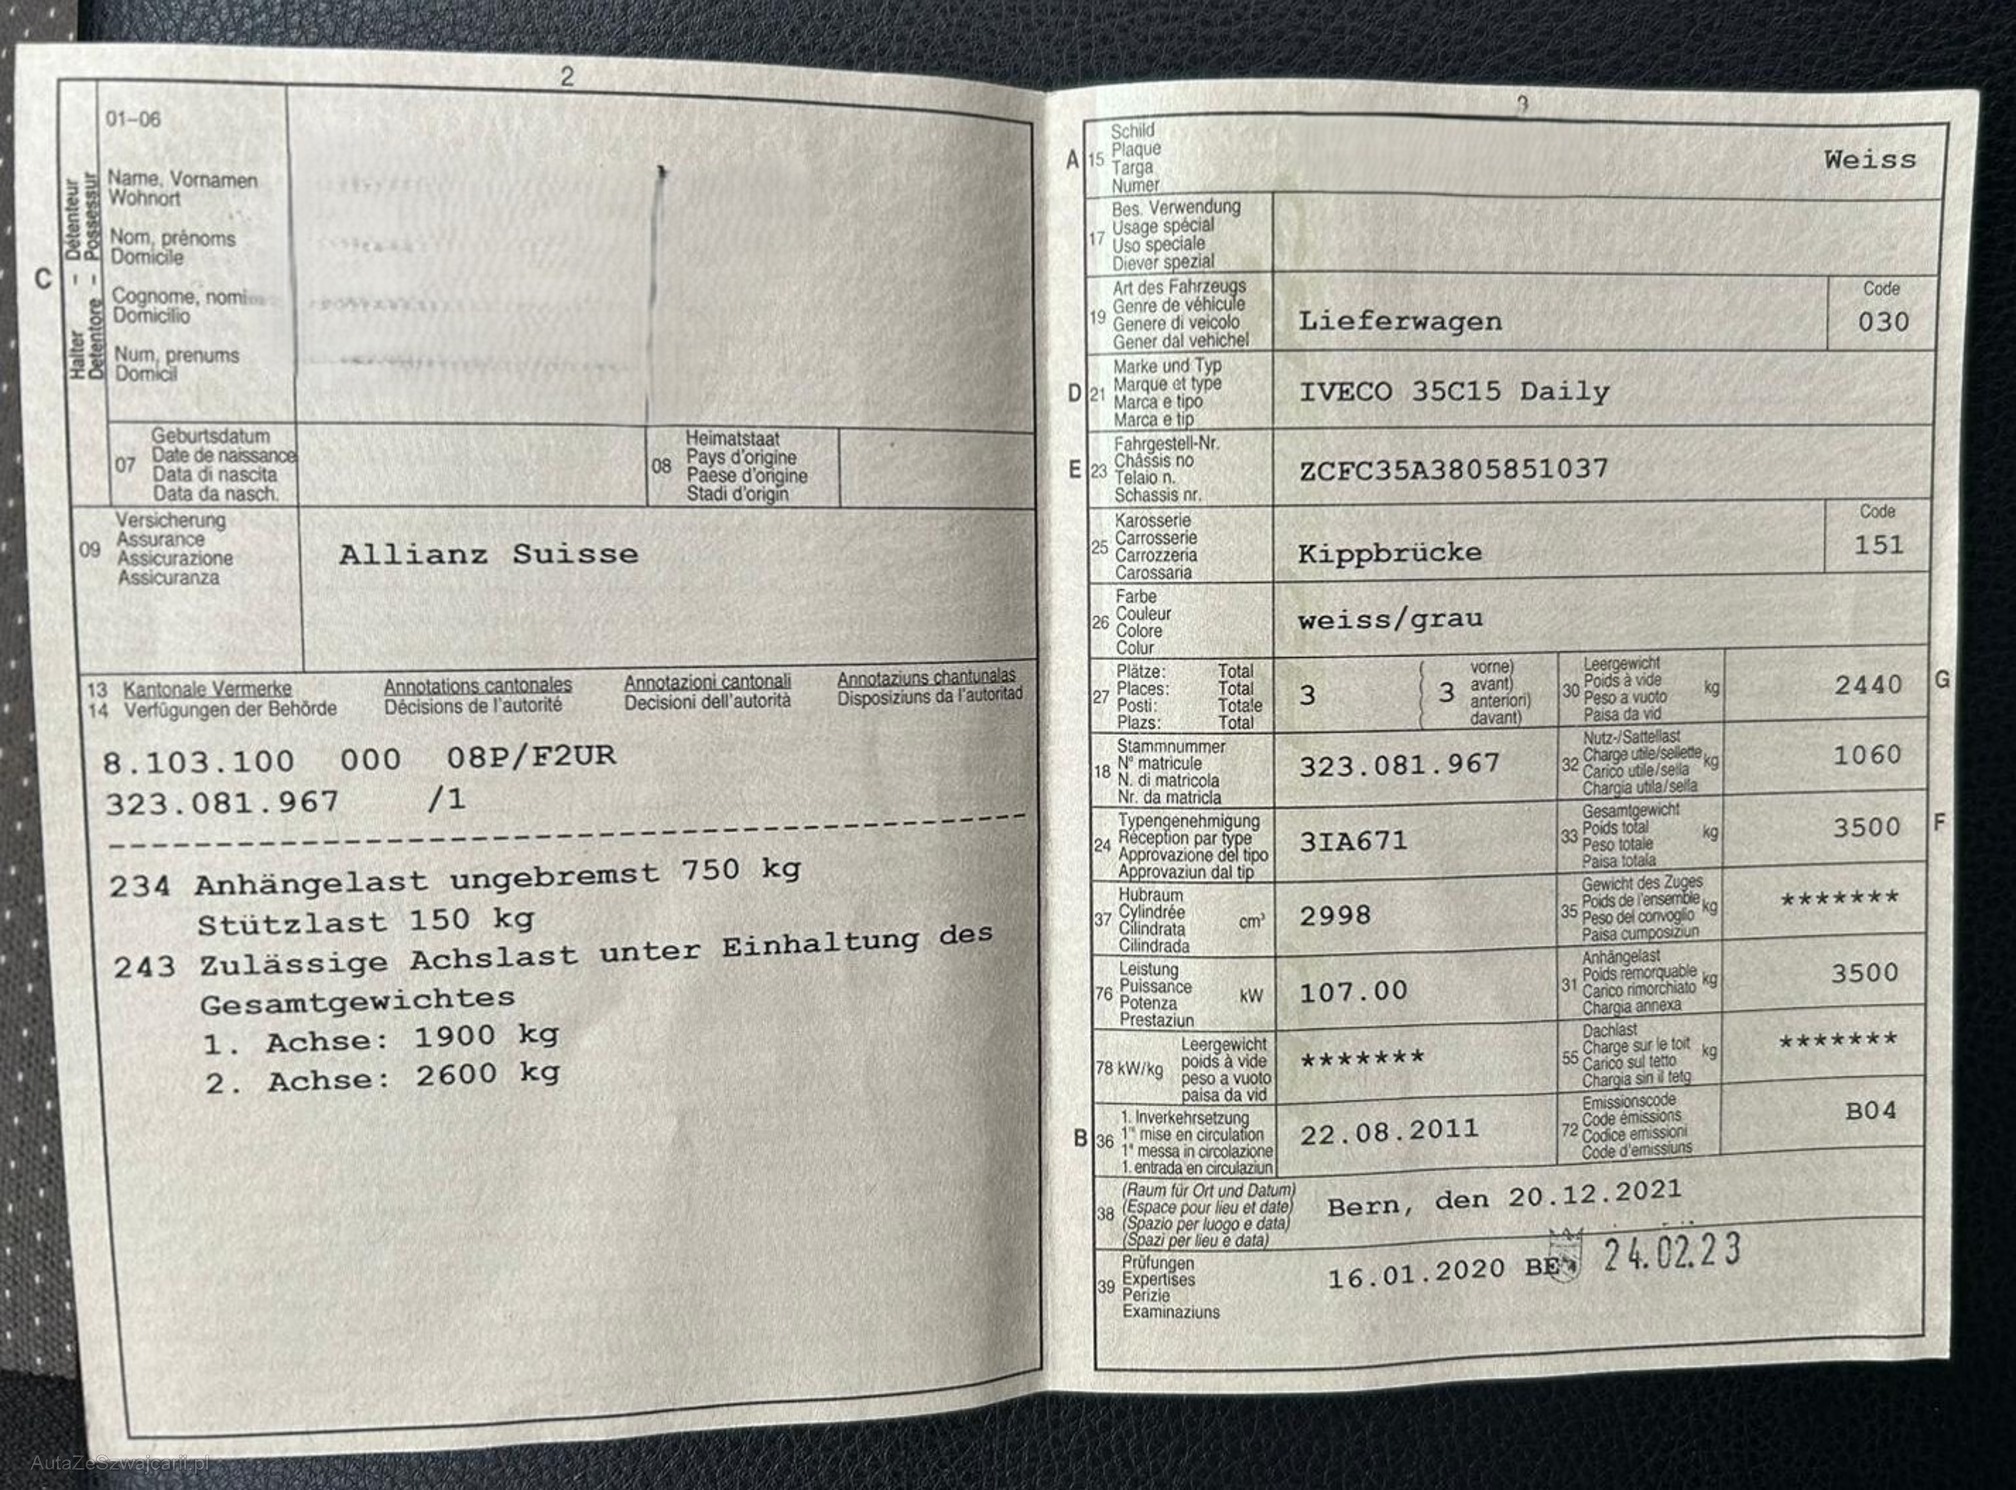 2
01-06
Halter – Détenteur
Detentore – Possessur
C
Name, Vornamen
Wohnort
Nom, prénoms
Domicile
Cognome, nomi
Domicilio
Num, prenums
Domicil
07
Geburtsdatum
Date de naissance
Data di nascita
Data da nasch.
08
Heimatstaat
Pays d'origine
Paese d'origine
Stadi d'origin
09
Versicherung
Assurance
Assicurazione
Assicuranza
Allianz Suisse
13 Kantonale Vermerke Annotations cantonales Annotazioni cantonali Annotaziuns chantunalas
14 Verfügungen der Behörde Décisions de l'autorité Decisioni dell'autorità Disposiziuns da l'autoritad
8.103.100 000 08P/F2UR
323.081.967 /1
234 Anhängelast ungebremst 750 kg
Stützlast 150 kg
243 Zulässige Achslast unter Einhaltung des
Gesamtgewichtes
1. Achse: 1900 kg
2. Achse: 2600 kg
3
A 15
Schild
Plaque
Targa
Numer
Weiss
17
Bes. Verwendung
Usage spécial
Uso speciale
Diever spezial
19
Art des Fahrzeugs
Genre de véhicule
Genere di veicolo
Gener dal vehichel
Lieferwagen
Code
030
D 21
Marke und Typ
Marque et type
Marca e tipo
Marca e tip
IVECO 35C15 Daily
E 23
Fahrgestell-Nr.
Châssis no
Telaio n.
Schassis nr.
ZCFC35A3805851037
25
Karosserie
Carrosserie
Carrozzeria
Carossaria
Kippbrücke
Code
151
26
Farbe
Couleur
Colore
Colur
weiss/grau
27
Plätze: Total
Places: Total
Posti: Totale
Plazs: Total
3
3
vorne)
avant)
anteriori)
davant)
30
Leergewicht
Poids à vide
Peso a vuoto
Paisa da vid
kg
2440
G
18
Stammnummer
N° matricule
N. di matricola
Nr. da matricla
323.081.967
32
Nutz-/Sattellast
Charge utile/sellette
Carico utile/sella
Chargia utila/sella
kg
1060
24
Typengenehmigung
Réception par type
Approvazione del tipo
Approvaziun dal tip
3IA671
33
Gesamtgewicht
Poids total
Peso totale
Paisa totala
kg
3500
F
37
Hubraum
Cylindrée
Cilindrata
Cilindrada
cm³
2998
35
Gewicht des Zuges
Poids de l'ensemble
Peso del convoglio
Paisa cumposiziun
kg
*******
76
Leistung
Puissance
Potenza
Prestaziun
kW
107.00
31
Anhängelast
Poids remorquable
Carico rimorchiato
Chargia annexa
kg
3500
78 kW/kg
Leergewicht
poids à vide
peso a vuoto
paisa da vid
*******
55
Dachlast
Charge sur le toit
Carico sul tetto
Chargia sin il tetg
kg
*******
B 36
1. Inverkehrsetzung
1re mise en circulation
1a messa in circolazione
1. entrada en circulaziun
22.08.2011
72
Emissionscode
Code émissions
Codice emissioni
Code d'emissiuns
B04
38
(Raum für Ort und Datum)
(Espace pour lieu et date)
(Spazio per luogo e data)
(Spazi per lieu e data)
Bern, den 20.12.2021
39
Prüfungen
Expertises
Perizie
Examinaziuns
16.01.2020 BE 24.02.23
AutaZeSzwajcarii.pl